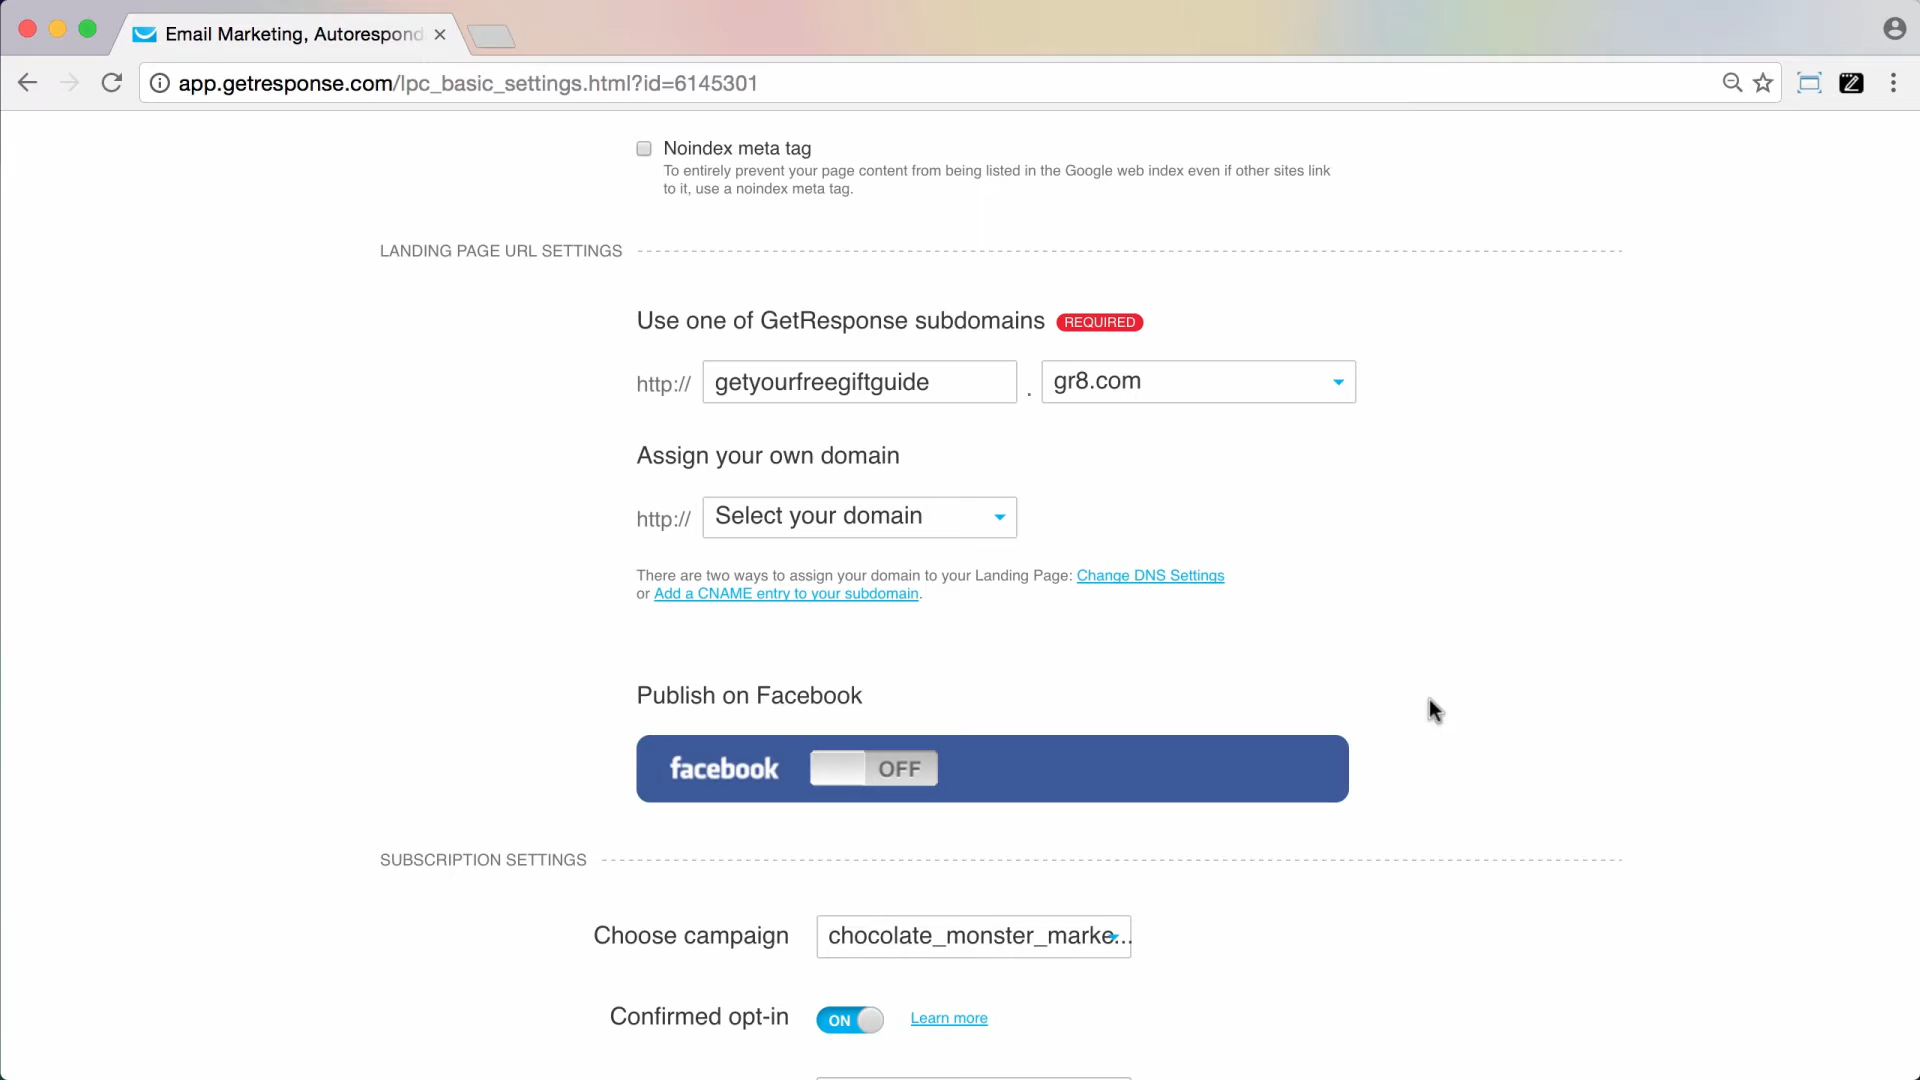 Email Marketing, Autorespond
app.getresponse.com/lpc_basic_settings.html?id=6145301
Noindex meta tag
To entirely prevent your page content from being listed in the Google web index even if other sites link
to it, use a noindex meta tag.
LANDING PAGE URL SETTINGS
Use one of GetResponse subdomains REQUIRED
http:// getyourfreegiftguide . gr8.com
Assign your own domain
http:// Select your domain
There are two ways to assign your domain to your Landing Page: Change DNS Settings
or Add a CNAME entry to your subdomain.
Publish on Facebook
facebook OFF
SUBSCRIPTION SETTINGS
Choose campaign chocolate_monster_marke...
Confirmed opt-in ON Learn more